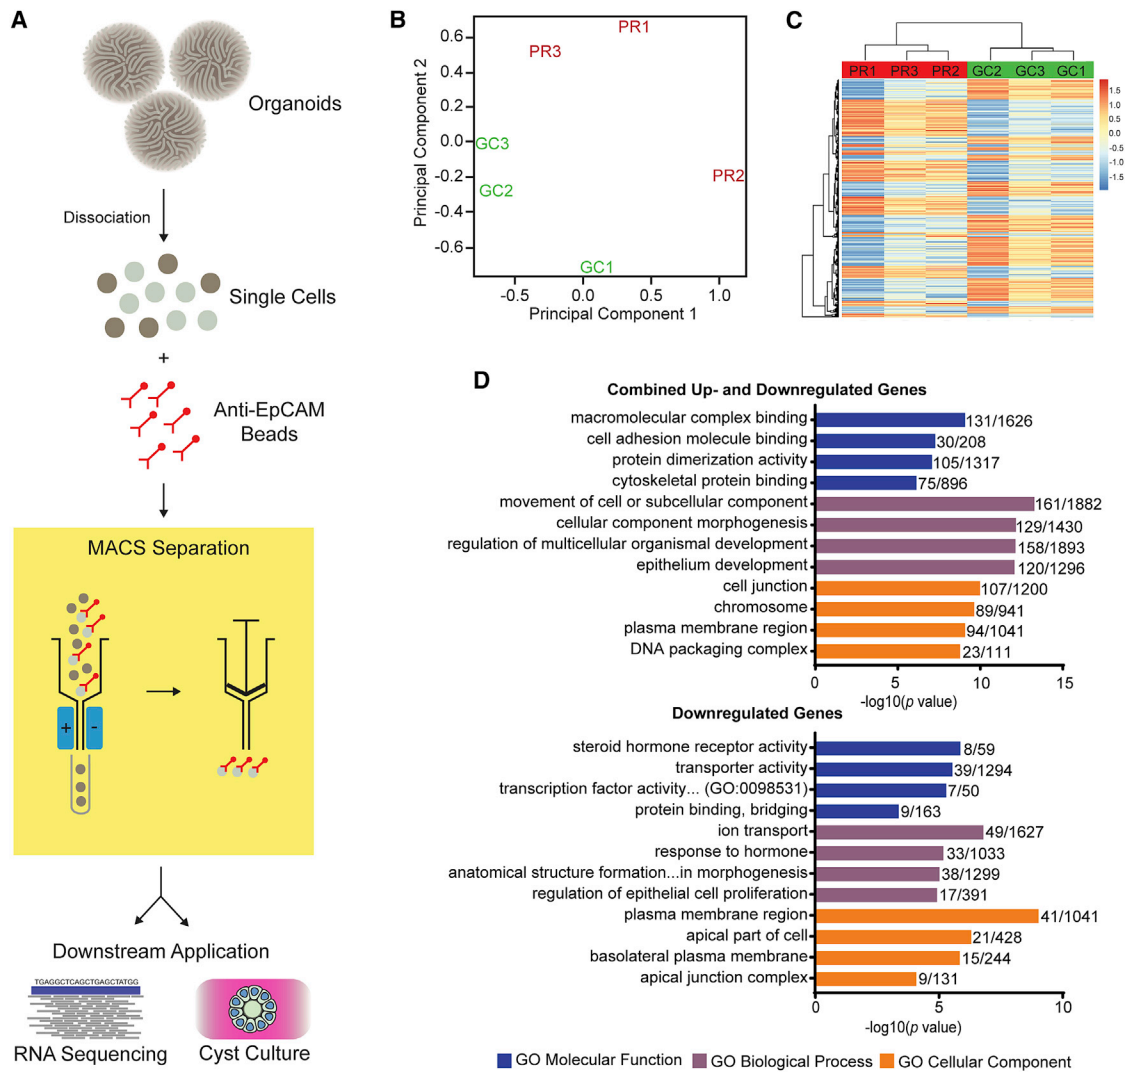 A
Organoids
Dissociation
Single Cells
+
Anti-EpCAM
Beads
MACS Separation
+ -
Downstream Application
TGAGGCTCAGCTGAGCTATGG
RNA Sequencing
Cyst Culture
B
Principal Component 2
0.6
0.4
0.2
0.0
-0.2
-0.4
-0.6
PR1
PR3
GC3
PR2
GC2
GC1
-0.5 0.0 0.5 1.0
Principal Component 1
C
PR1 PR3 PR2 GC2 GC3 GC1
1.5
1.0
0.5
0.0
-0.5
-1.0
-1.5
D
Combined Up- and Downregulated Genes
macromolecular complex binding 131/1626
cell adhesion molecule binding 30/208
protein dimerization activity 105/1317
cytoskeletal protein binding 75/896
movement of cell or subcellular component 161/1882
cellular component morphogenesis 129/1430
regulation of multicellular organismal development 158/1893
epithelium development 120/1296
cell junction 107/1200
chromosome 89/941
plasma membrane region 94/1041
DNA packaging complex 23/111
0 5 10 15
-log10(p value)
Downregulated Genes
steroid hormone receptor activity 8/59
transporter activity 39/1294
transcription factor activity... (GO:0098531) 7/50
protein binding, bridging 9/163
ion transport 49/1627
response to hormone 33/1033
anatomical structure formation...in morphogenesis 38/1299
regulation of epithelial cell proliferation 17/391
plasma membrane region 41/1041
apical part of cell 21/428
basolateral plasma membrane 15/244
apical junction complex 9/131
0 5 10
-log10(p value)
GO Molecular Function GO Biological Process GO Cellular Component